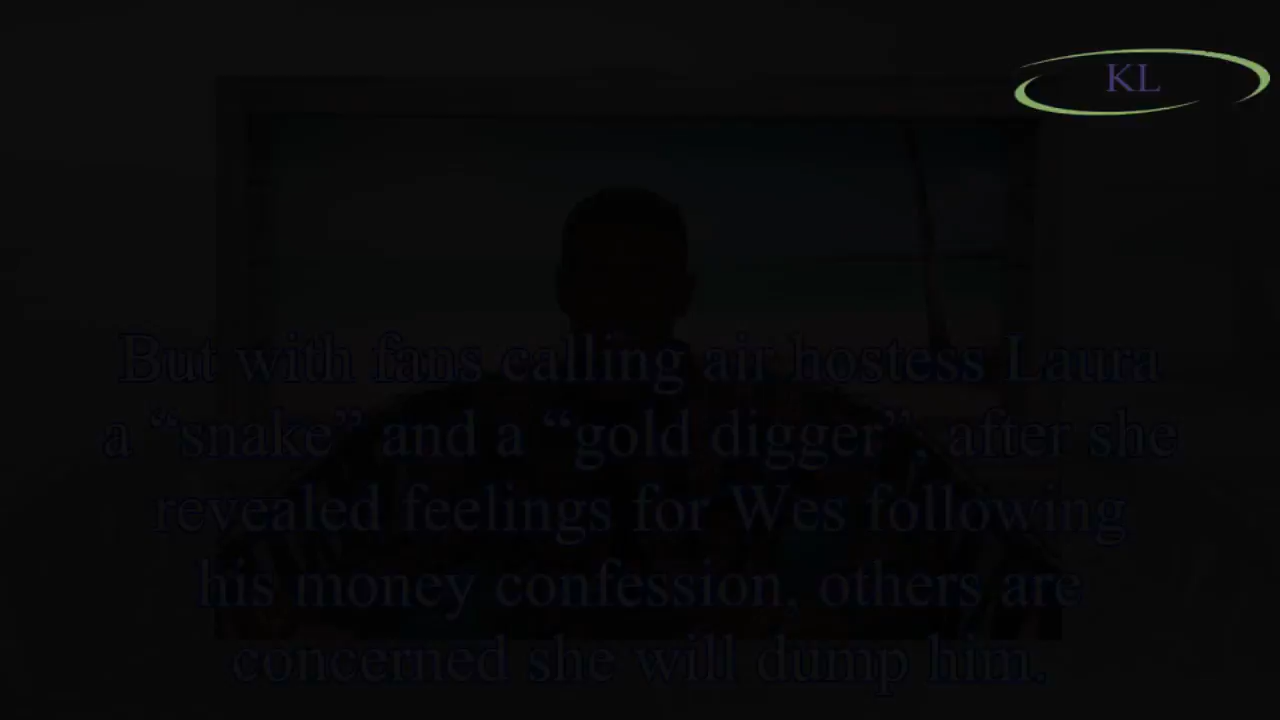 KL
But with fans calling air hostess Laura
a “snake” and a “gold digger”, after she
revealed feelings for Wes following
his money confession, others are
concerned she will dump him.